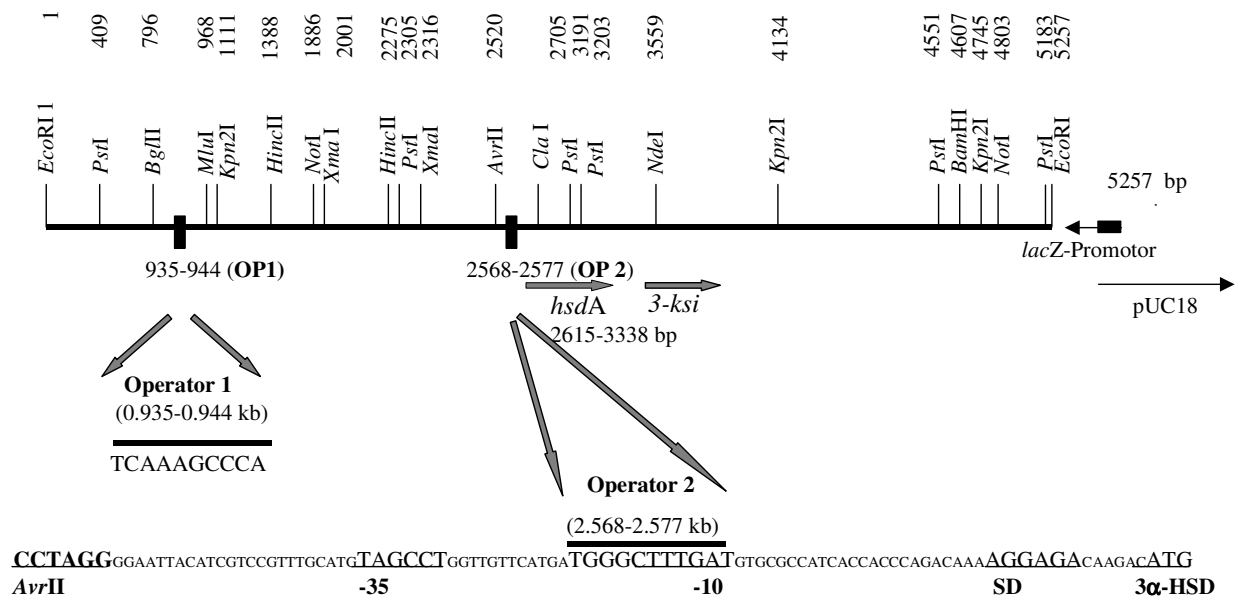 1 409 796 968 1111 1388 1886 2001 2275 2305 2316 2520 2705 3191 3203 3559 4134 4551 4607 4745 4803 5183 5257
EcoRI 1 PstI BglII MluI Kpn2I HincII NotI Xma I HincII PstI XmaI AvrII Cla I PstI PstI NdeI Kpn2I PstI BamHI Kpn2I NotI PstI EcoRI
5257 bp
lacZ-Promotor
935-944 (OP1)
2568-2577 (OP 2)
hsdA
3-ksi
pUC18
2615-3338 bp
Operator 1
(0.935-0.944 kb)
TCAAAGCCCA
Operator 2
(2.568-2.577 kb)
CCTAGGGGAATTACATCGTCCGTTTGCATGTAGCCTGGTTGTTCATGATGGGCTTTGATGTGCGCCATCACCACCCAGACAAAAGGAGACAAGACATG
AvrII -35 -10 SD 3α-HSD